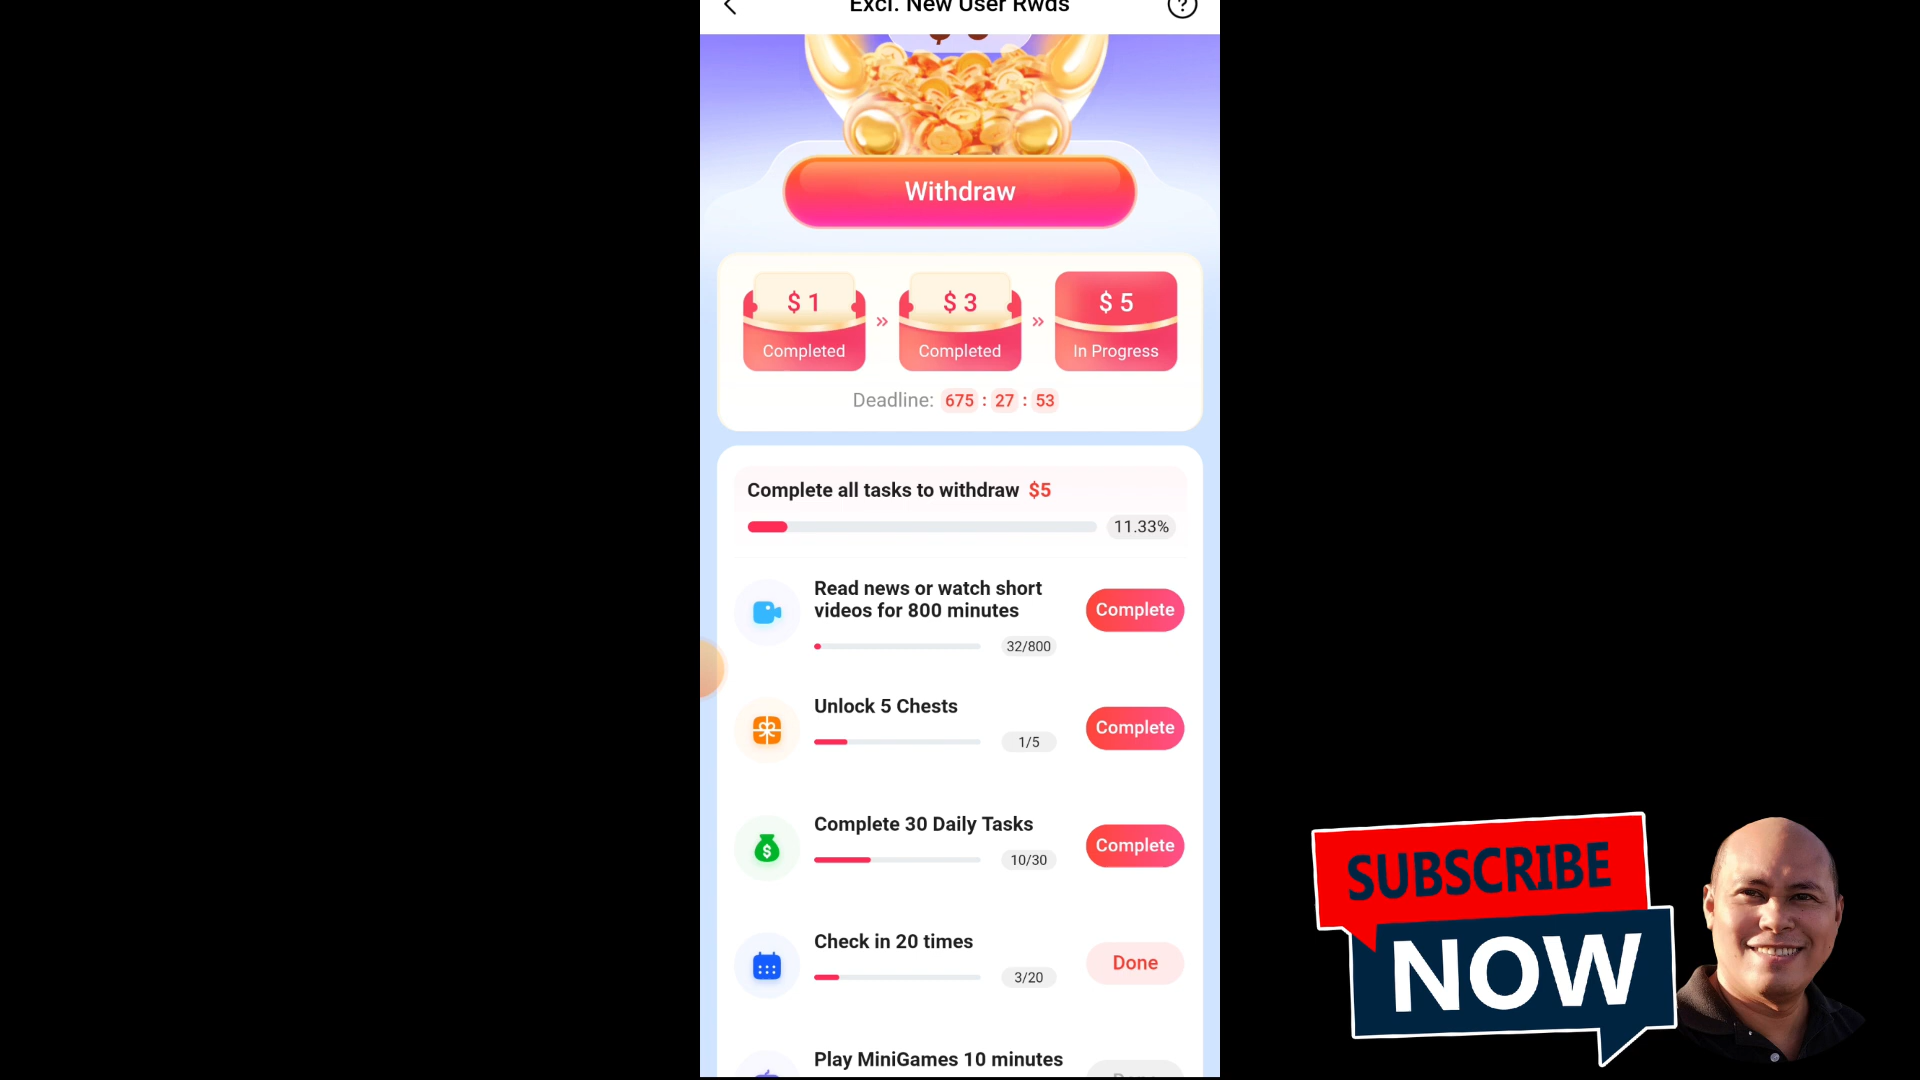 Excl. New User Rwds
?
Withdraw
$ 1
Completed
»
$ 3
Completed
»
$ 5
In Progress
Deadline: 675 : 27 : 53
Complete all tasks to withdraw $5
11.33%
Read news or watch short
videos for 800 minutes
32/800
Complete
Unlock 5 Chests
1/5
Complete
$
Complete 30 Daily Tasks
10/30
Complete
Check in 20 times
3/20
Done
Play MiniGames 10 minutes
SUBSCRIBE
NOW